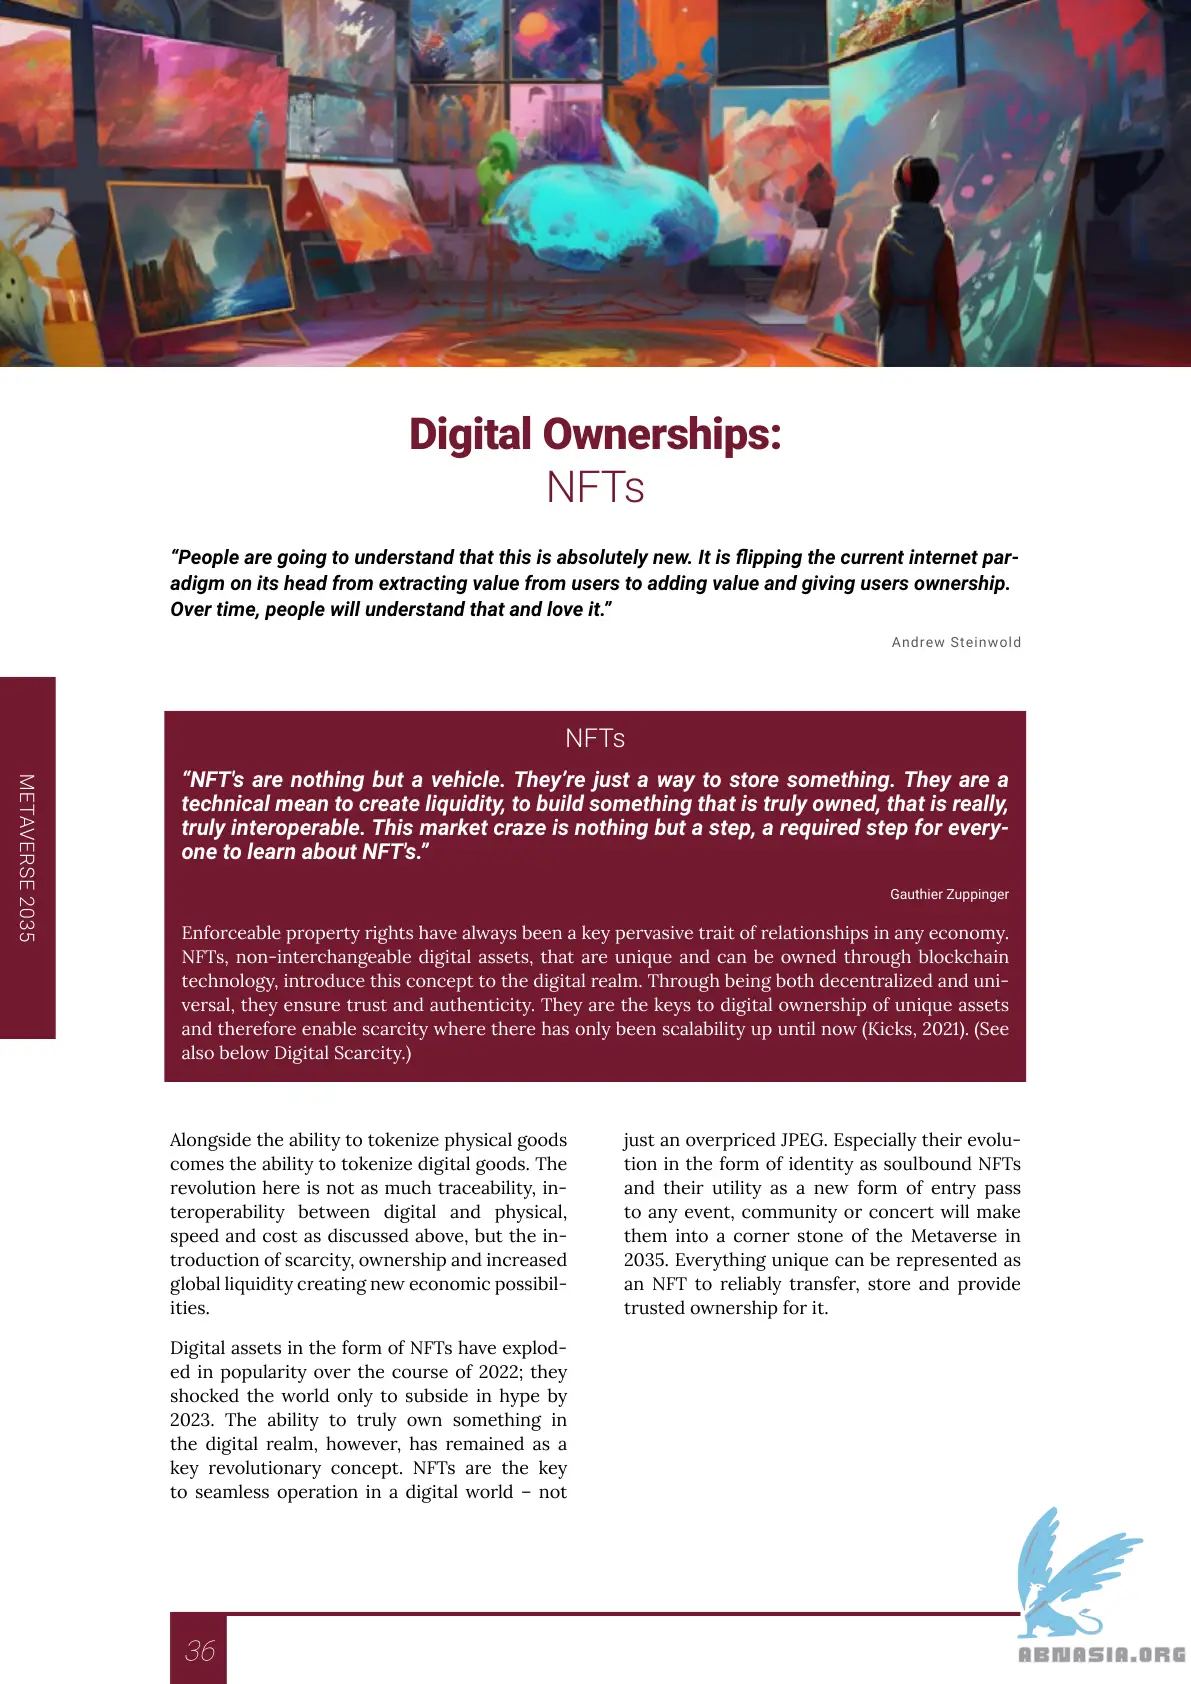 Digital Ownerships:
NFTs
“People are going to understand that this is absolutely new. It is flipping the current internet par-
adigm on its head from extracting value from users to adding value and giving users ownership.
Over time, people will understand that and love it.”
Andrew Steinwold
METAVERSE 2035
NFTs
“NFT's are nothing but a vehicle. They’re just a way to store something. They are a
technical mean to create liquidity, to build something that is truly owned, that is really,
truly interoperable. This market craze is nothing but a step, a required step for every-
one to learn about NFT's.”
Gauthier Zuppinger
Enforceable property rights have always been a key pervasive trait of relationships in any economy.
NFTs, non-interchangeable digital assets, that are unique and can be owned through blockchain
technology, introduce this concept to the digital realm. Through being both decentralized and uni-
versal, they ensure trust and authenticity. They are the keys to digital ownership of unique assets
and therefore enable scarcity where there has only been scalability up until now (Kicks, 2021). (See
also below Digital Scarcity.)
Alongside the ability to tokenize physical goods
comes the ability to tokenize digital goods. The
revolution here is not as much traceability, in-
teroperability between digital and physical,
speed and cost as discussed above, but the in-
troduction of scarcity, ownership and increased
global liquidity creating new economic possibil-
ities.
Digital assets in the form of NFTs have explod-
ed in popularity over the course of 2022; they
shocked the world only to subside in hype by
2023. The ability to truly own something in
the digital realm, however, has remained as a
key revolutionary concept. NFTs are the key
to seamless operation in a digital world – not
just an overpriced JPEG. Especially their evolu-
tion in the form of identity as soulbound NFTs
and their utility as a new form of entry pass
to any event, community or concert will make
them into a corner stone of the Metaverse in
2035. Everything unique can be represented as
an NFT to reliably transfer, store and provide
trusted ownership for it.
36
ABNASIA.ORG